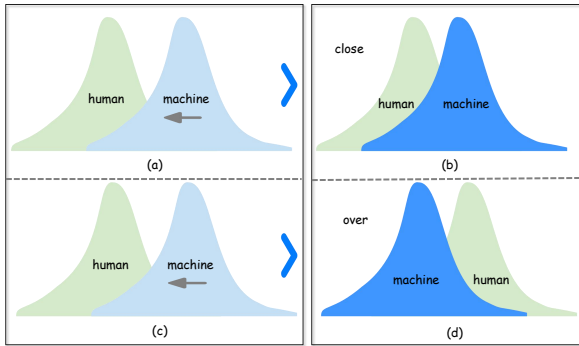 human machine
(a)
close
human machine
(b)
human machine
(c)
over
machine human
(d)